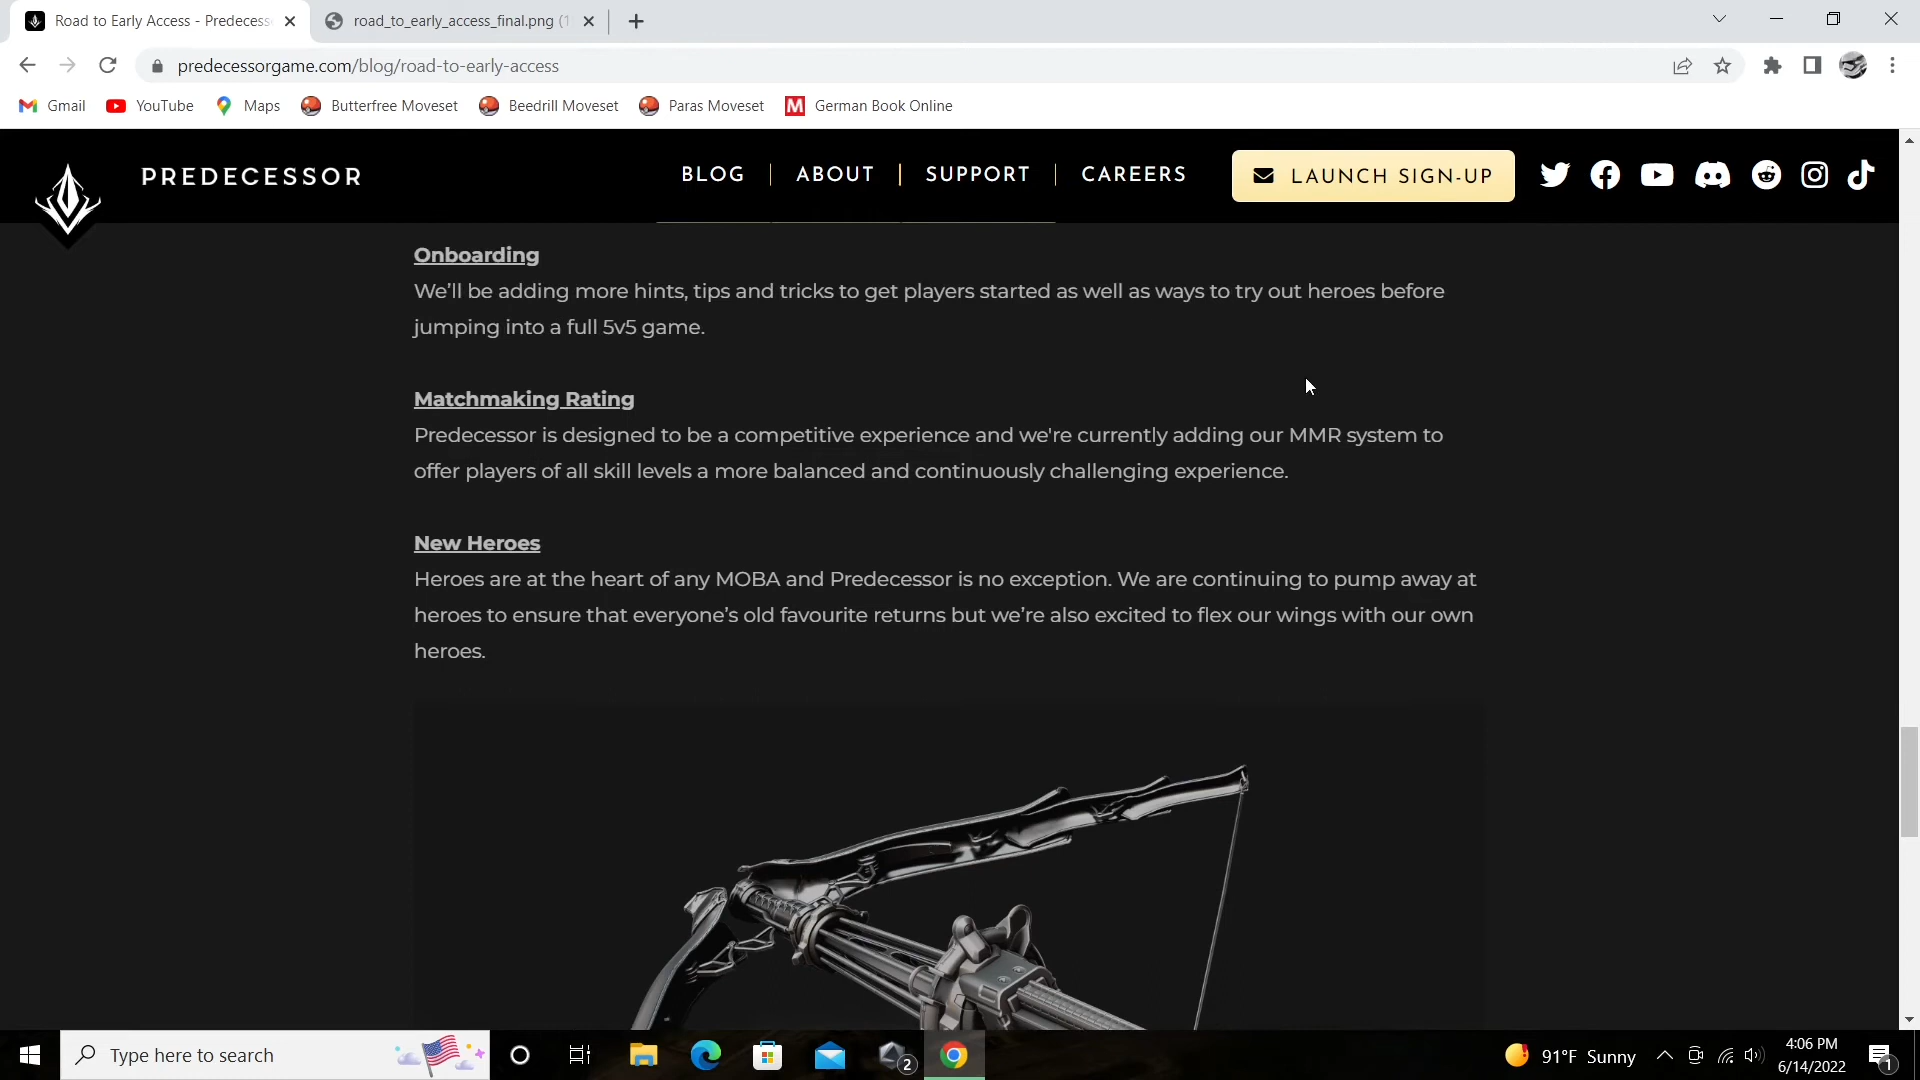 Road to Early Access - Predecess
road_to_early_access_final.png (1
predecessorgame.com/blog/road-to-early-access
Gmail YouTube Maps Butterfree Moveset Beedrill Moveset Paras Moveset German Book Online
PREDECESSOR BLOG ABOUT SUPPORT CAREERS LAUNCH SIGN-UP
Onboarding
We'll be adding more hints, tips and tricks to get players started as well as ways to try out heroes before
jumping into a full 5v5 game.
Matchmaking Rating
Predecessor is designed to be a competitive experience and we're currently adding our MMR system to
offer players of all skill levels a more balanced and continuously challenging experience.
New Heroes
Heroes are at the heart of any MOBA and Predecessor is no exception. We are continuing to pump away at
heroes to ensure that everyone's old favourite returns but we're also excited to flex our wings with our own
heroes.
Type here to search
2
91°F Sunny
4:06 PM
6/14/2022
1